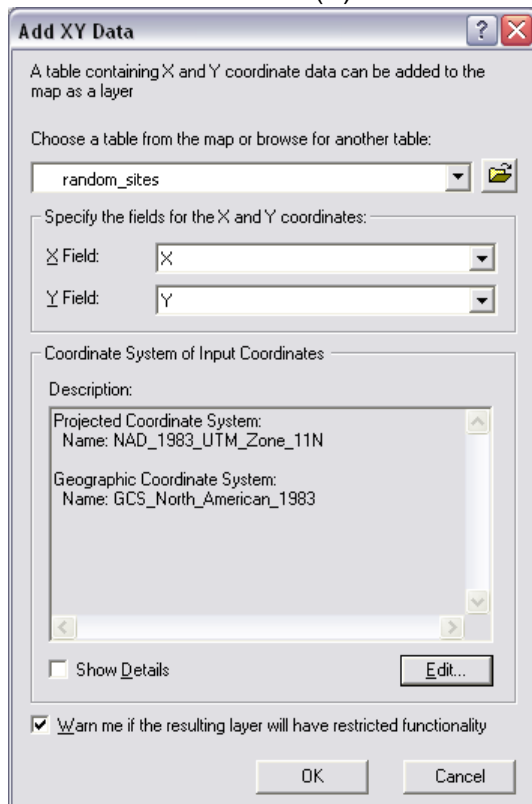 Add XY Data
A table containing X and Y coordinate data can be added to the
map as a layer
Choose a table from the map or browse for another table:
random_sites
Specify the fields for the X and Y coordinates:
X Field:
X
Y Field:
Y
Coordinate System of Input Coordinates
Description:
Projected Coordinate System:
Name: NAD_1983_UTM_Zone_11N
Geographic Coordinate System:
Name: GCS_North_American_1983
Show Details
Edit...
Warn me if the resulting layer will have restricted functionality
OK
Cancel